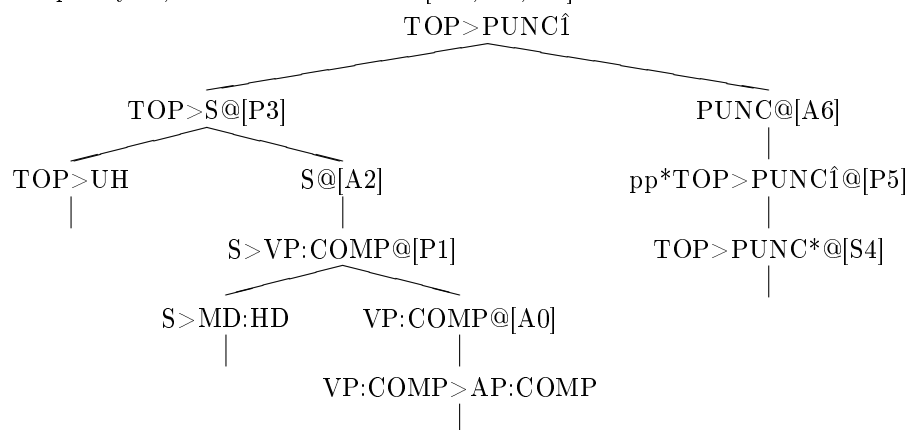 TOP>PUNCÎ
TOP>S@[P3] PUNC@[A6]
TOP>UH S@[A2] pp*TOP>PUNCÎ@[P5]
S>VP:COMP@[P1] TOP>PUNC*@[S4]
S>MD:HD VP:COMP@[A0]
VP:COMP>AP:COMP